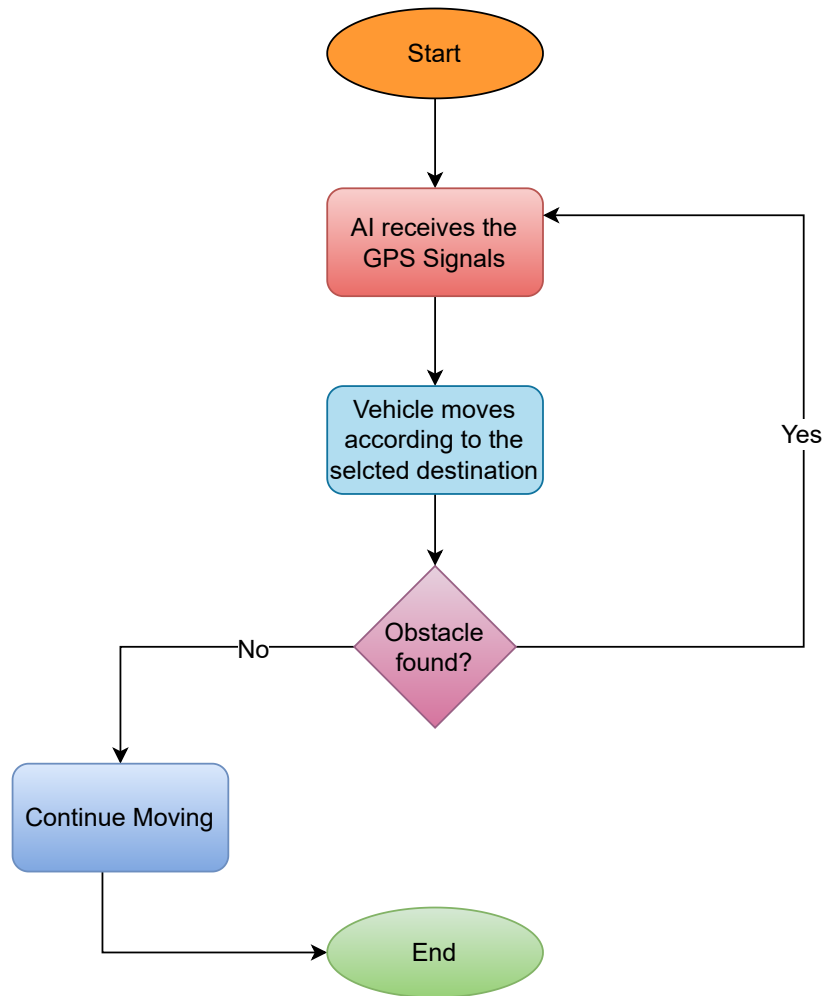 Start
AI receives the
GPS Signals
Vehicle moves
according to the
selcted destination
Yes
Obstacle
found?
No
Continue Moving
End